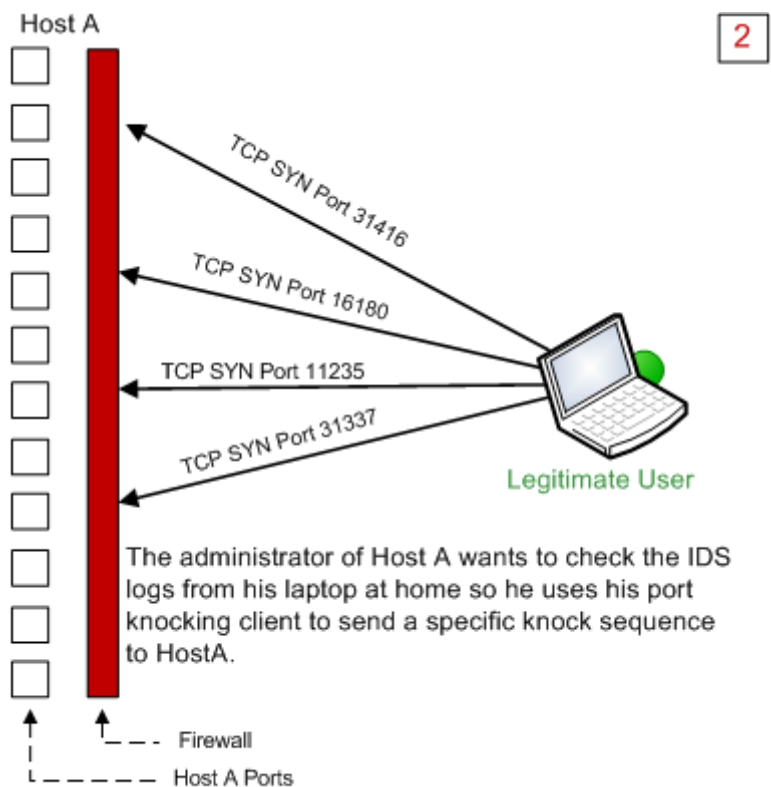 Host A
2
TCP SYN Port 31416
TCP SYN Port 16180
TCP SYN Port 11235
TCP SYN Port 31337
Legitimate User
The administrator of Host A wants to check the IDS
logs from his laptop at home so he uses his port
knocking client to send a specific knock sequence
to HostA.
Firewall
Host A Ports